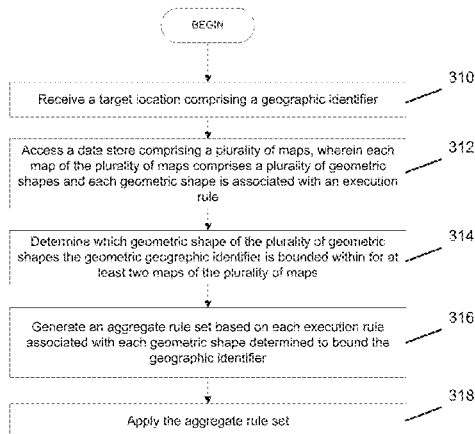 BEGIN
310
Receive a target location comprising a geographic identifier
312
Access a data store comprising a plurality of maps, wherein each
map of the plurality of maps comprises a plurality of geometric
shapes and each geometric shape is associated with an execution
rule
314
Determine which geometric shape of the plurality of geometric
shapes the geometric geographic identifier is bounded within for at
least two maps of the plurality of maps
316
Generate an aggregate rule set based on each execution rule
associated with each geometric shape determined to bound the
geographic identifier
318
Apply the aggregate rule set